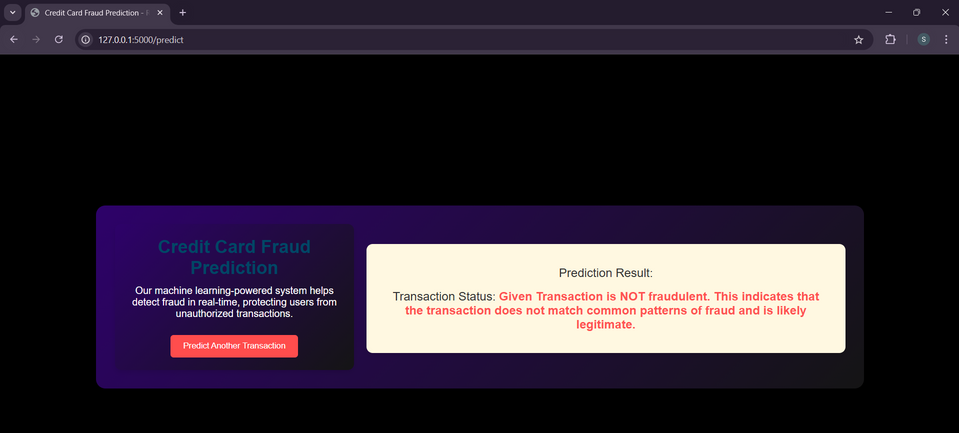 Credit Card Fraud Prediction -
127.0.0.1:5000/predict
S
Credit Card Fraud
Prediction
Our machine learning-powered system helps
detect fraud in real-time, protecting users from
unauthorized transactions.
Predict Another Transaction
Prediction Result:
Transaction Status: Given Transaction is NOT fraudulent. This indicates that
the transaction does not match common patterns of fraud and is likely
legitimate.